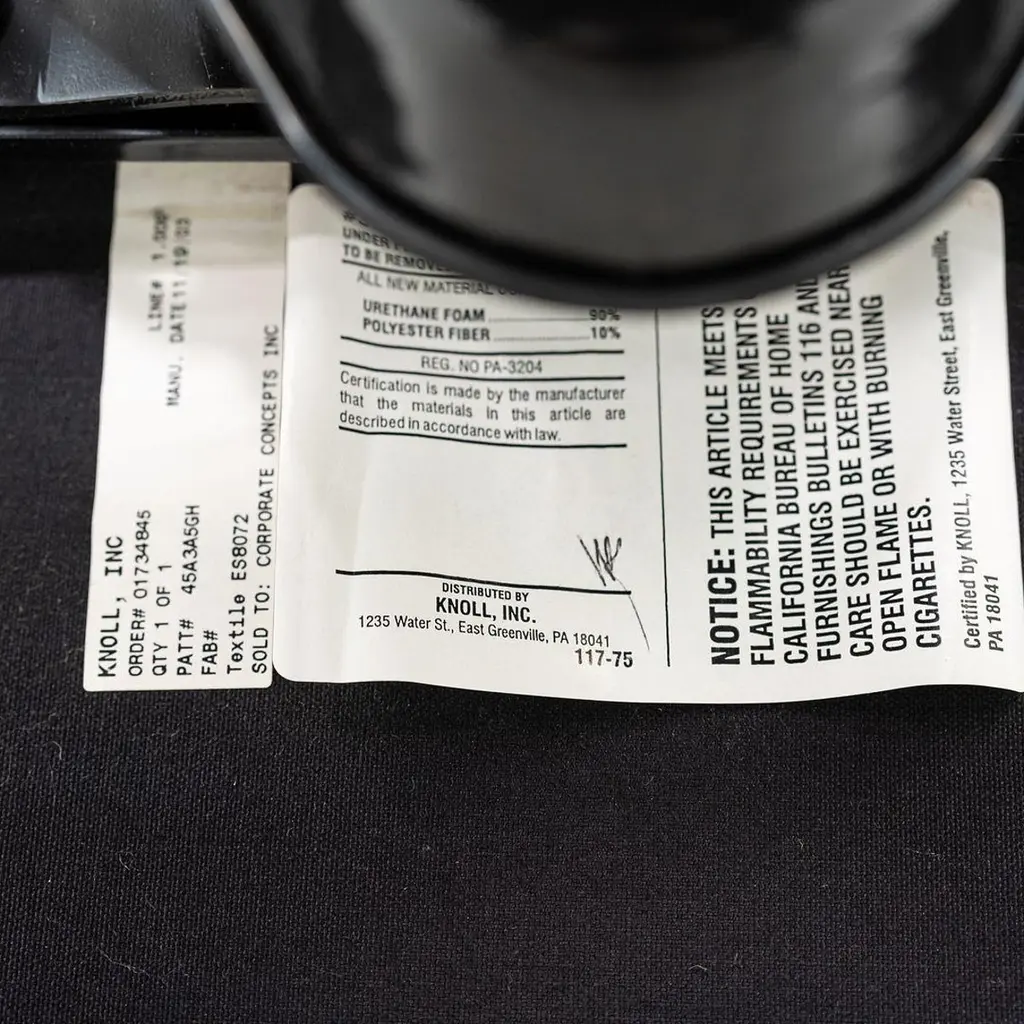 KNOLL, INC
ORDER# 01734845
QTY 1 OF 1
PATT# 45A3A5GH
FAB#
Textile ES8072
SOLD TO: CORPORATE CONCEPTS INC
LINE#
MANU. DATE 11/19/03
UNDER
TO BE REMOVE
ALL NEW MATERIAL
URETHANE FOAM 90%
POLYESTER FIBER 10%
REG. NO PA-3204
Certification is made by the manufacturer
that the materials in this article are
described in accordance with law.
DISTRIBUTED BY
KNOLL, INC.
1235 Water St., East Greenville, PA 18041
117-75
NOTICE: THIS ARTICLE MEETS
FLAMMABILITY REQUIREMENTS
CALIFORNIA BUREAU OF HOME
FURNISHINGS BULLETINS 116 AND
CARE SHOULD BE EXERCISED NEAR
OPEN FLAME OR WITH BURNING
CIGARETTES.
Certified by KNOLL, 1235 Water Street, East Greenville,
PA 18041